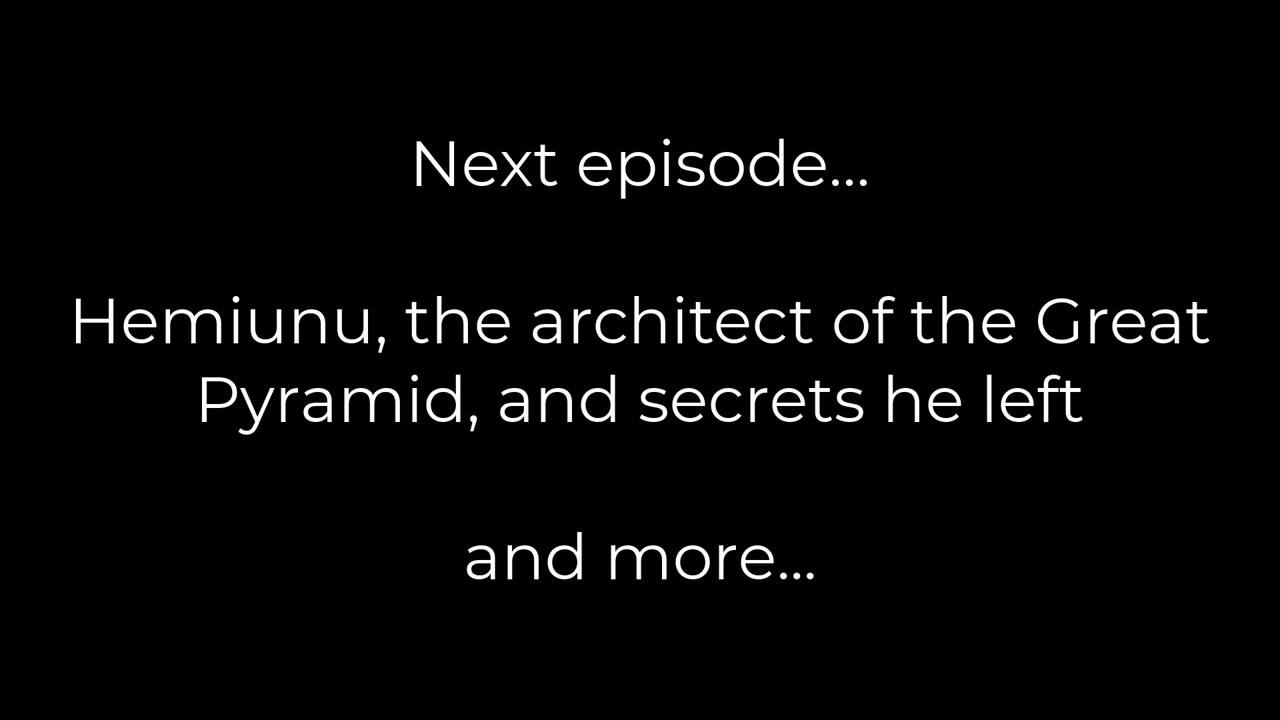 Next episode...
Hemiunu, the architect of the Great
Pyramid, and secrets he left
and more...